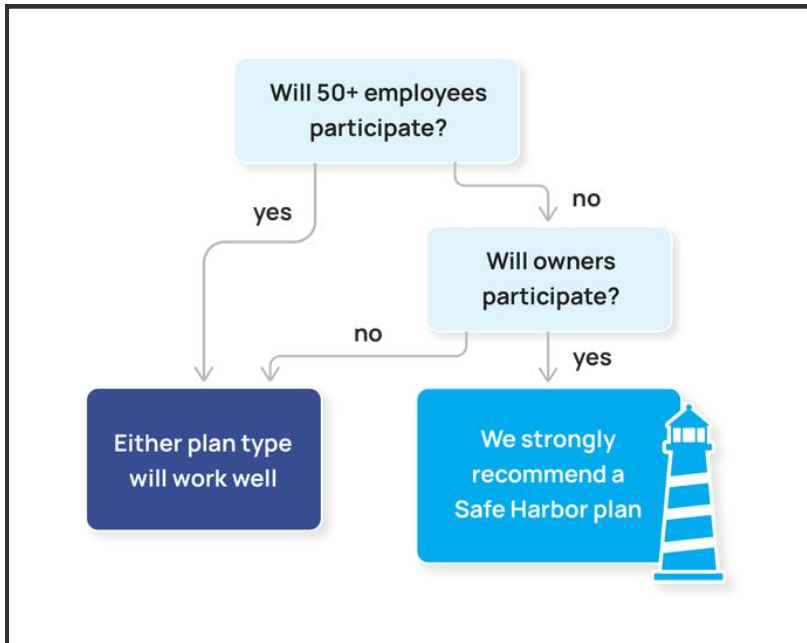 Will 50+ employees
participate?
yes
no
Will owners
participate?
no
yes
Either plan type
will work well
We strongly
recommend a
Safe Harbor plan